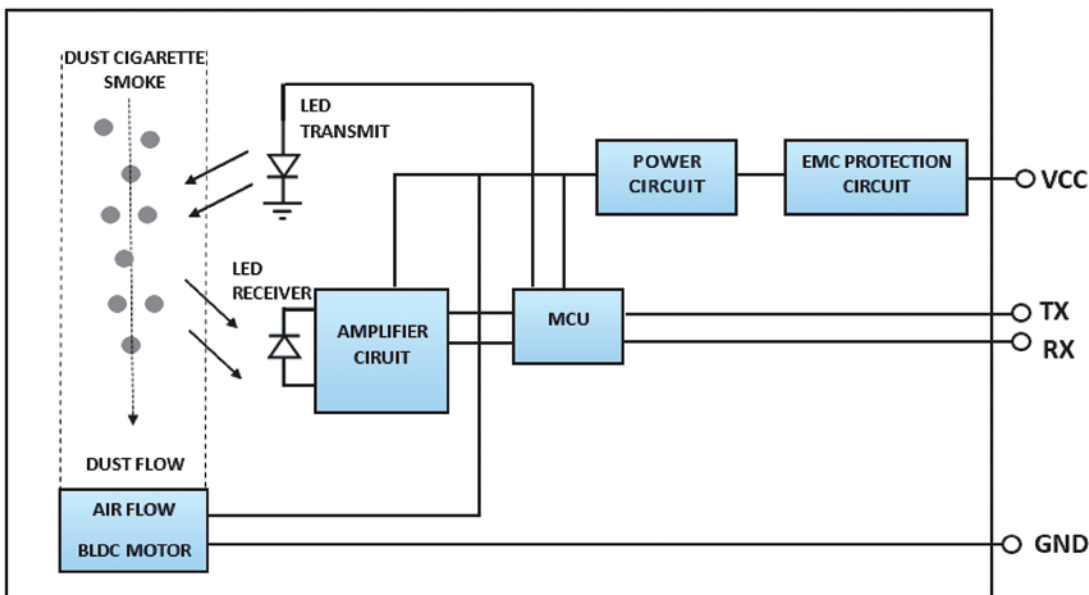 DUST CIGARETTE
SMOKE
LED
TRANSMIT
POWER
CIRCUIT
EMC PROTECTION
CIRCUIT
VCC
LED
RECEIVER
AMPLIFIER
CIRUIT
MCU
TX
RX
DUST FLOW
AIR FLOW
BLDC MOTOR
GND